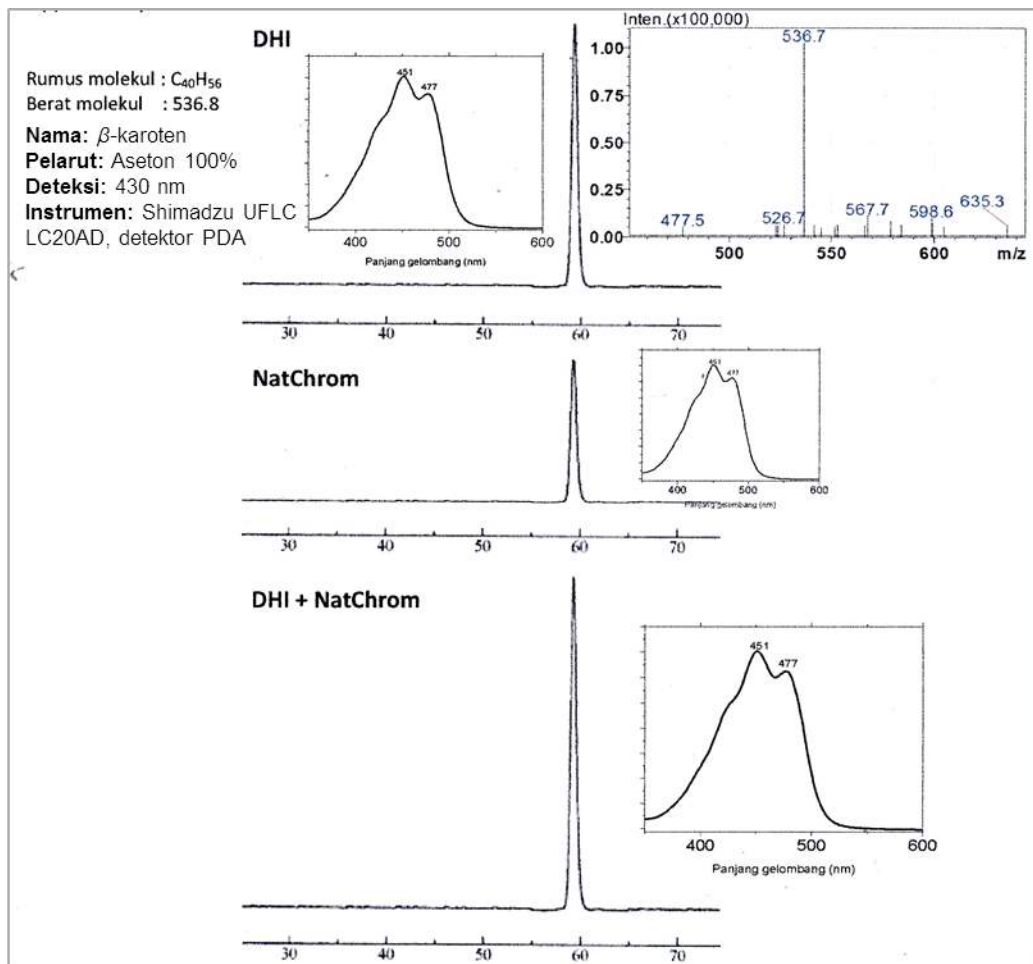 DHI
Rumus molekul : C₄₀H₅₆
Berat molekul : 536.8
Nama: β-karoten
Pelarut: Aseton 100%
Deteksi: 430 nm
Instrumen: Shimadzu UFLC
LC20AD, detektor PDA
451
477
400 500 600
Panjang gelombang (nm)
Inten.(x100,000)
1.00
0.75
0.50
0.25
0.00
536.7
477.5
526.7
567.7
598.6
635.3
500 550 600 m/z
30 40 50 60 70
NatChrom
451
477
400 500 600
Panjang gelombang (nm)
30 40 50 60 70
DHI + NatChrom
451
477
400 500 600
Panjang gelombang (nm)
30 40 50 60 70